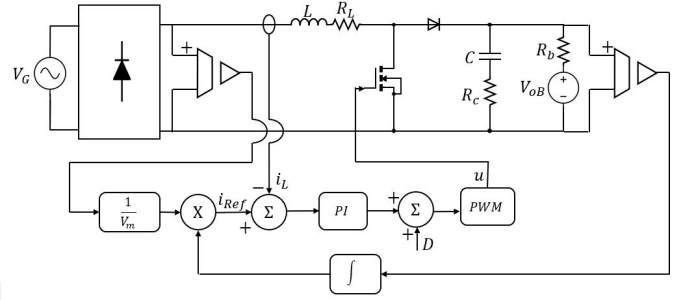 L R_L
+ C R_b +
V_G
R_c V_oB + −
− i_L u
1/V_m X i_Ref + Σ PI + Σ PWM
+ D
∫